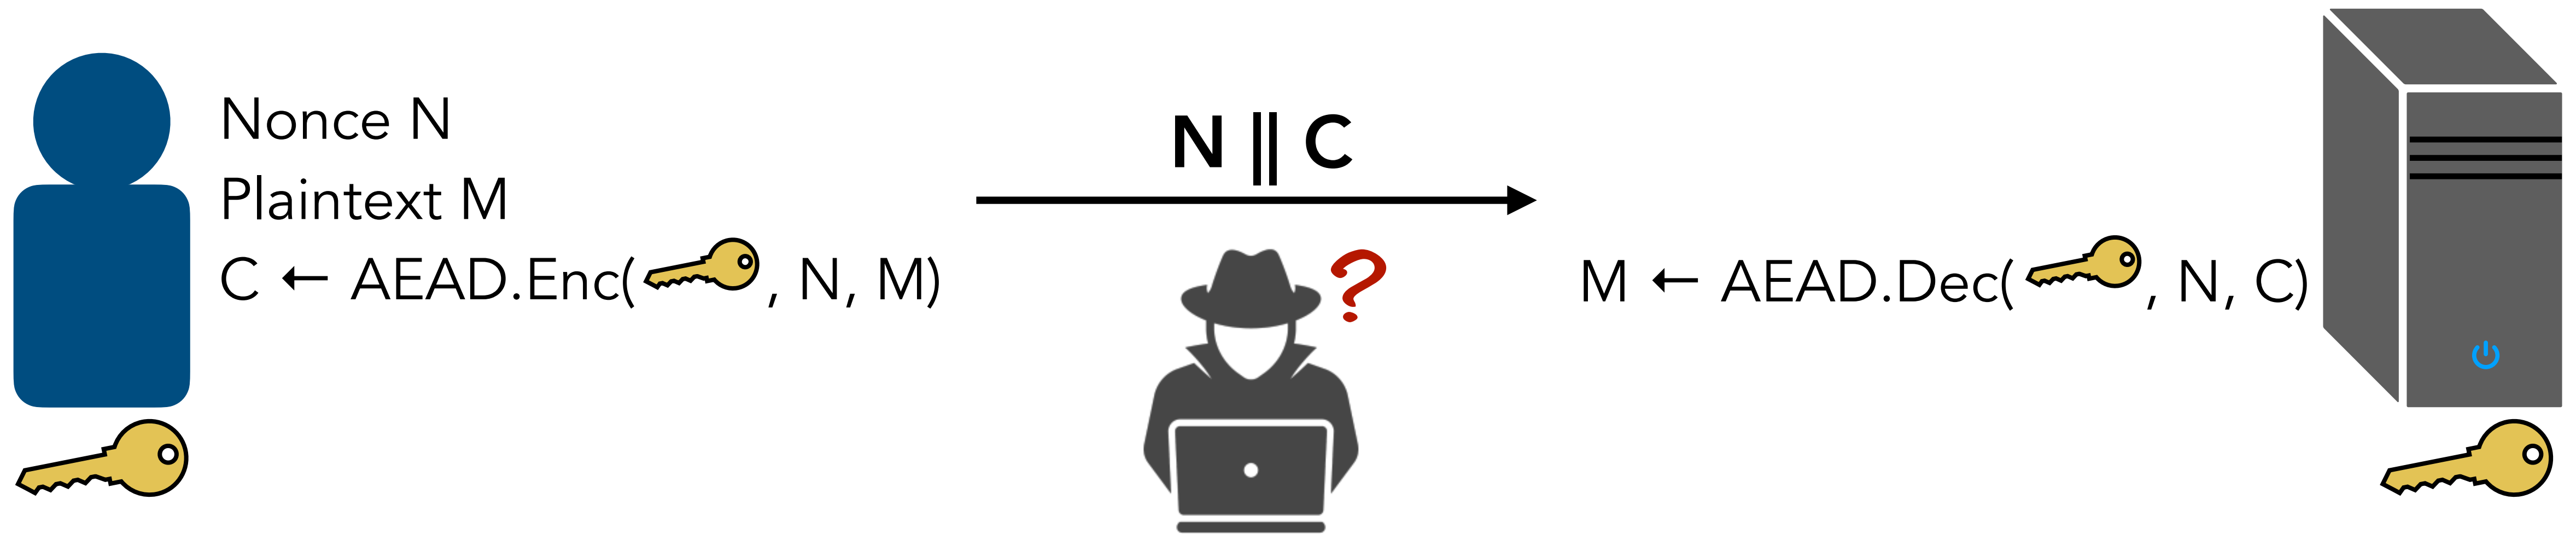 Nonce N
Plaintext M
C ← AEAD.Enc( , N, M)
N || C
?
M ← AEAD.Dec( , N, C)